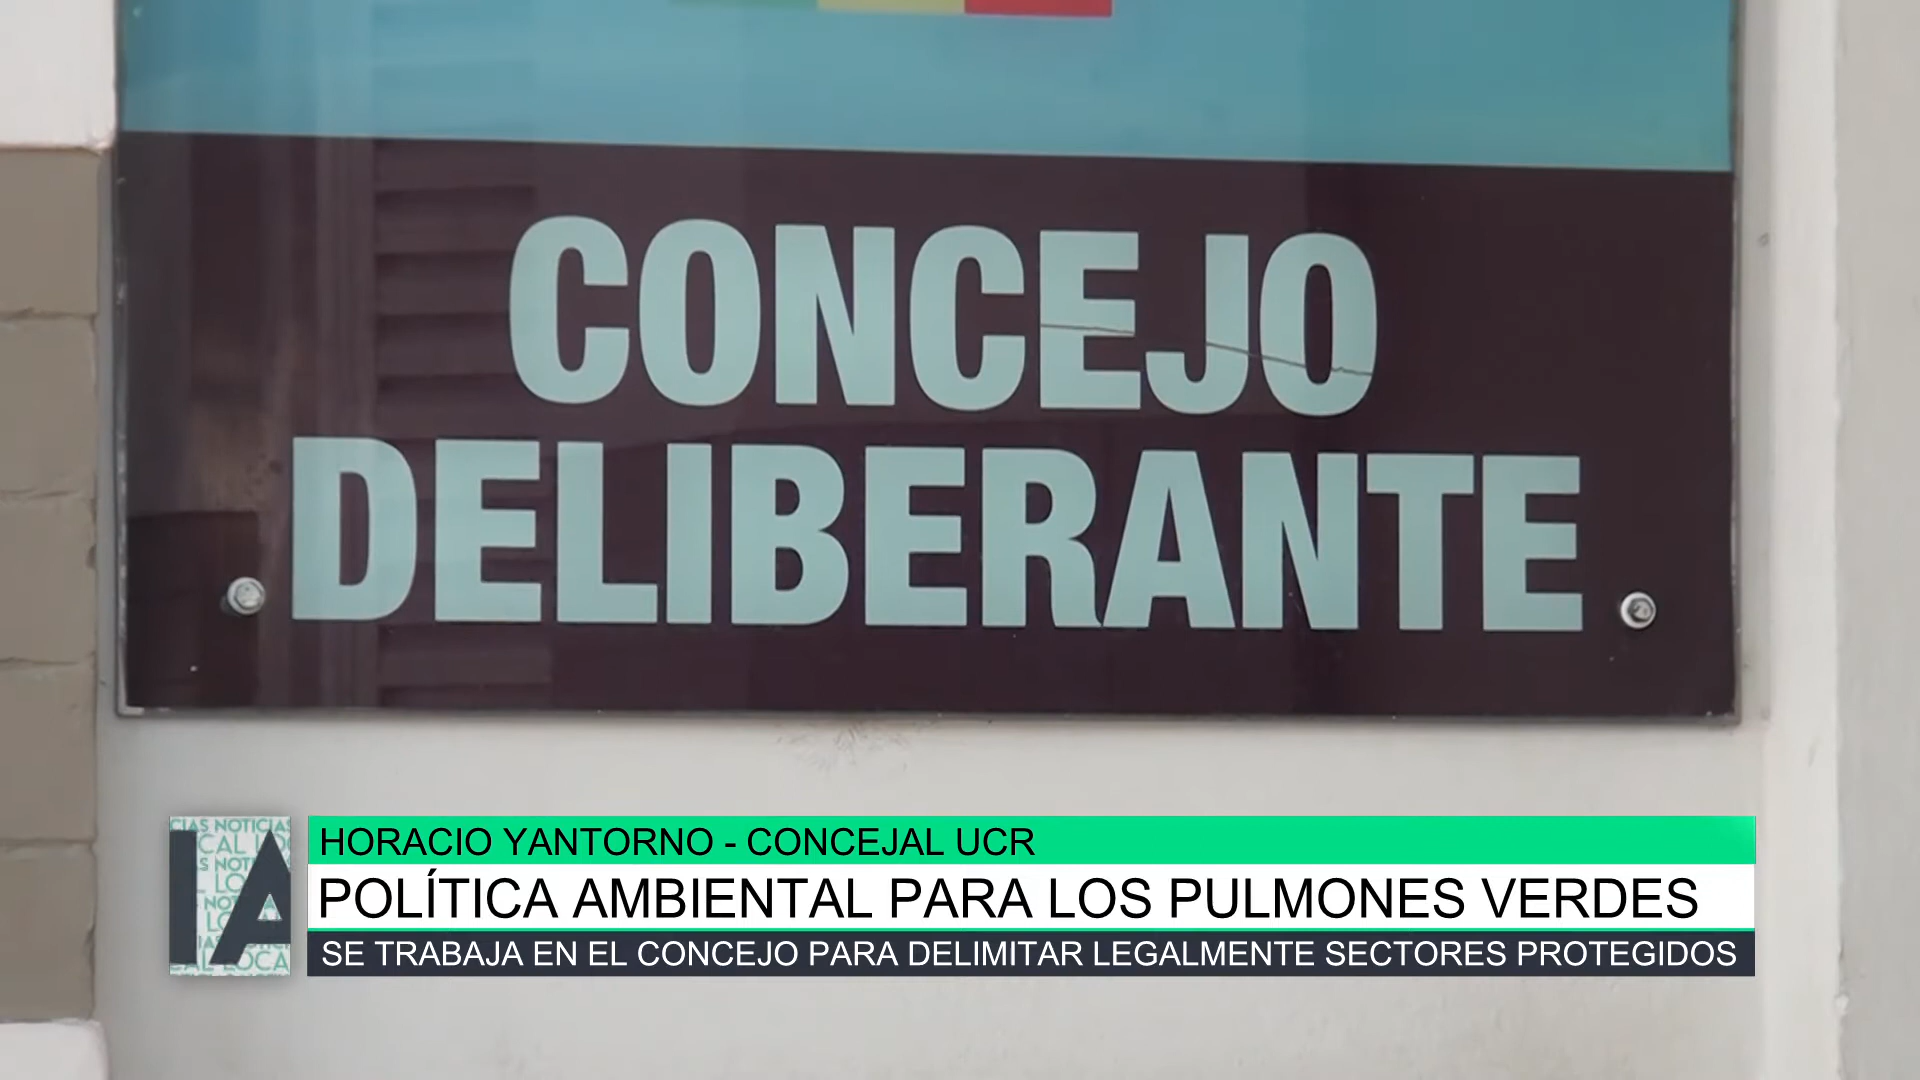 CONCEJO
DELIBERANTE
HORACIO YANTORNO - CONCEJAL UCR
POLÍTICA AMBIENTAL PARA LOS PULMONES VERDES
SE TRABAJA EN EL CONCEJO PARA DELIMITAR LEGALMENTE SECTORES PROTEGIDOS